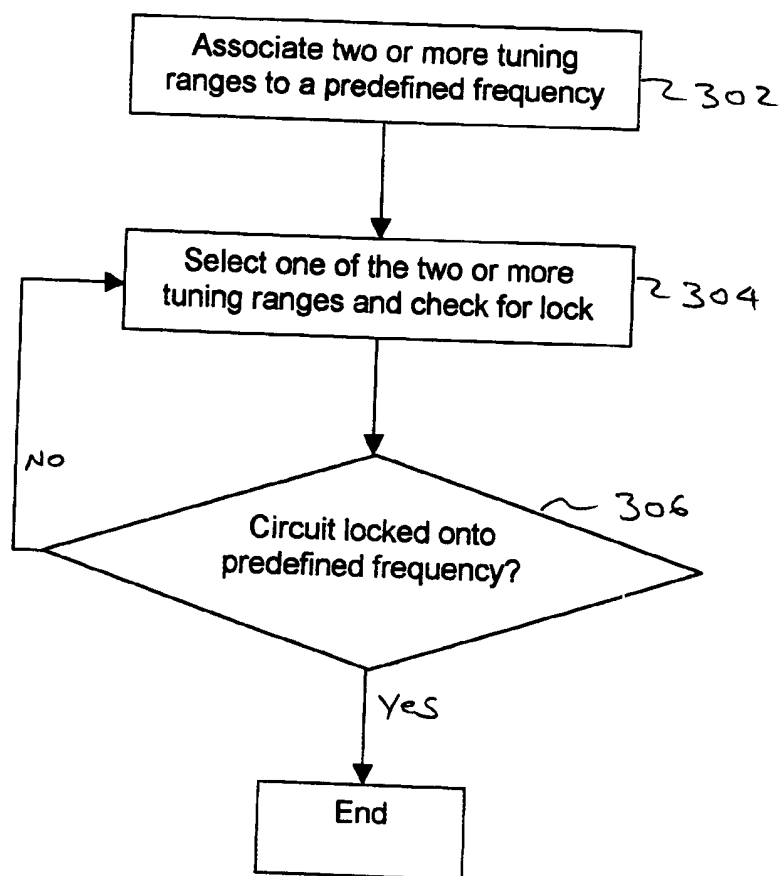 Associate two or more tuning
ranges to a predefined frequency
302
Select one of the two or more
tuning ranges and check for lock
304
NO
306
Circuit locked onto
predefined frequency?
Yes
End